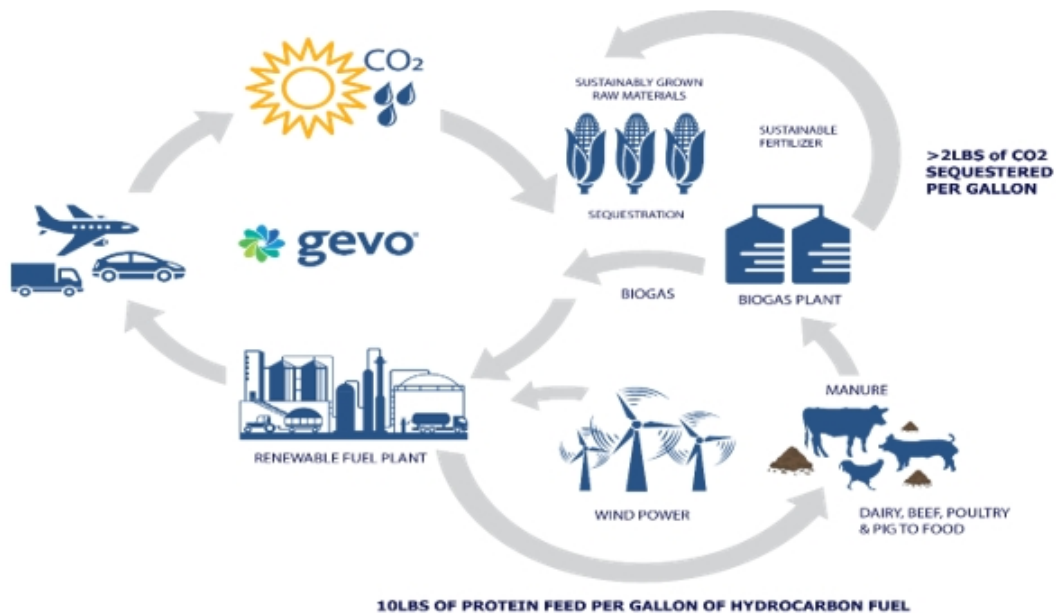 CO₂
SUSTAINABLY GROWN
RAW MATERIALS
SUSTAINABLE
FERTILIZER
>2LBS of CO2
SEQUESTERED
PER GALLON
SEQUESTRATION
gevo®
BIOGAS
BIOGAS PLANT
MANURE
RENEWABLE FUEL PLANT
WIND POWER
DAIRY, BEEF, POULTRY
& PIG TO FOOD
10LBS OF PROTEIN FEED PER GALLON OF HYDROCARBON FUEL